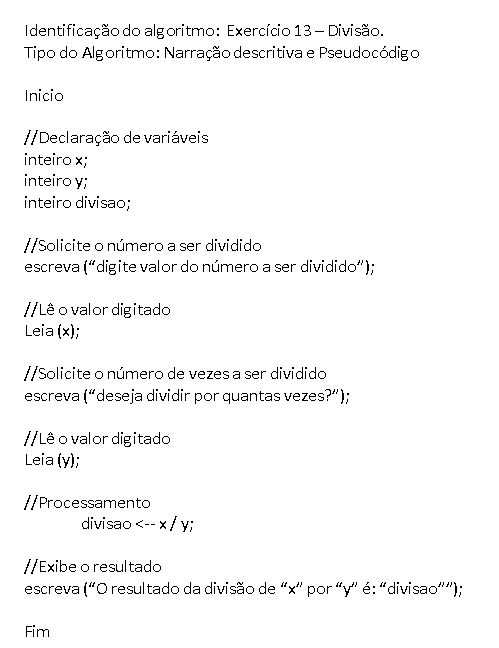 Identificação do algoritmo: Exercício 13 – Divisão.
Tipo do Algoritmo: Narração descritiva e Pseudocódigo
Inicio
//Declaração de variáveis
inteiro x;
inteiro y;
inteiro divisao;
//Solicite o número a ser dividido
escreva (“digite valor do número a ser dividido”);
//Lê o valor digitado
Leia (x);
//Solicite o número de vezes a ser dividido
escreva (“deseja dividir por quantas vezes?”);
//Lê o valor digitado
Leia (y);
//Processamento
divisao <-- x / y;
//Exibe o resultado
escreva (“O resultado da divisão de “x” por “y” é: “divisao””);
Fim